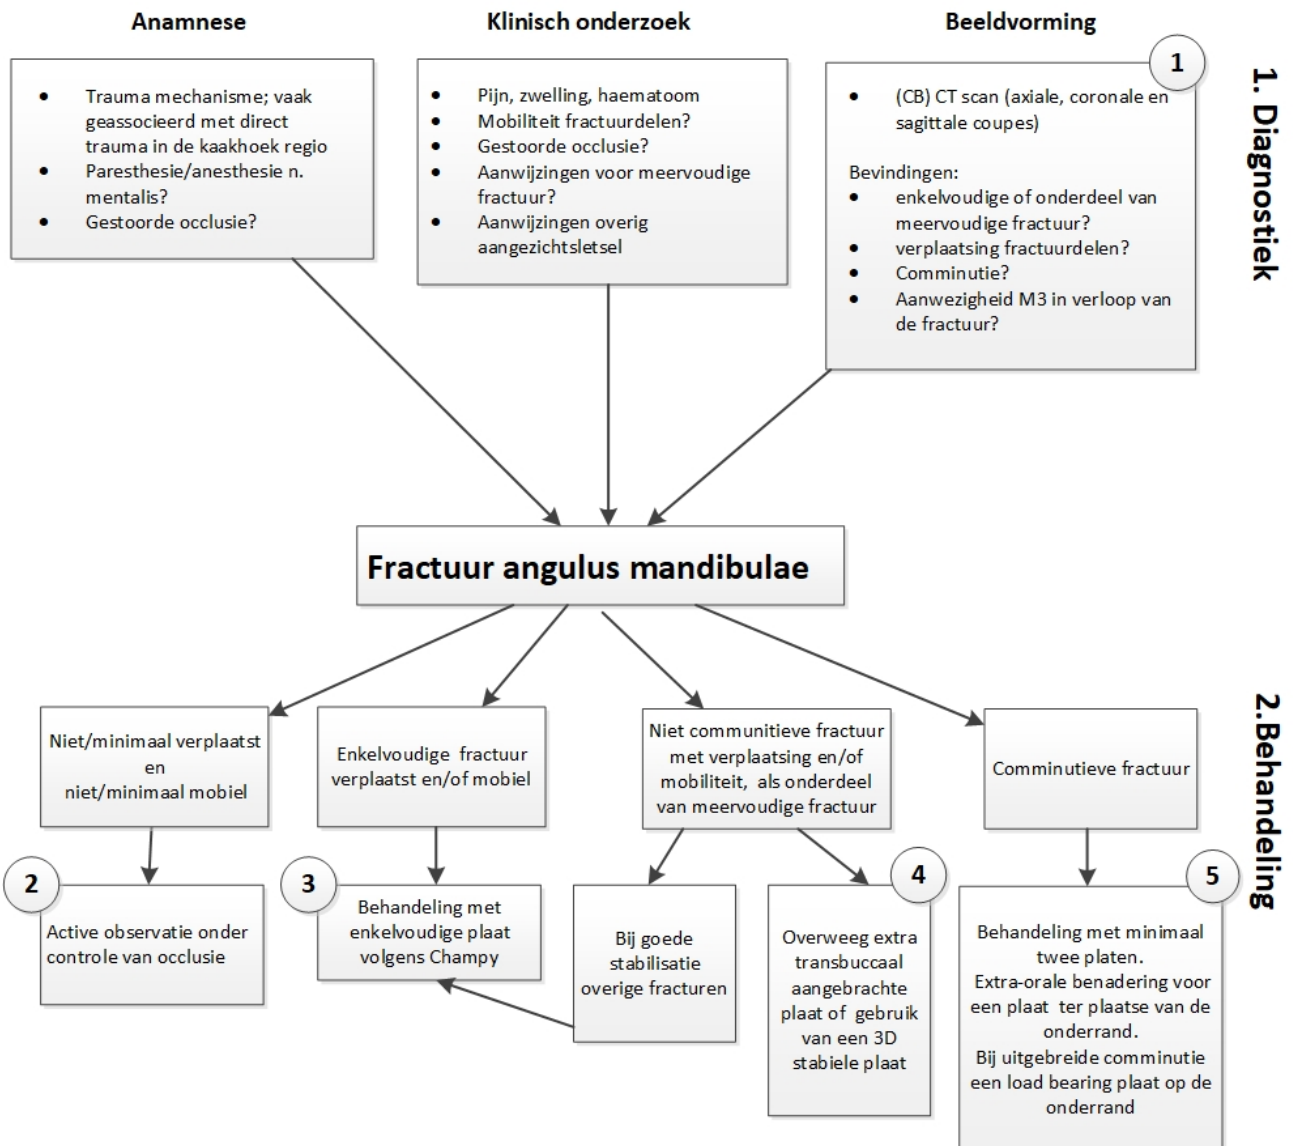 Anamnese
Klinisch onderzoek
Beeldvorming
1. Diagnostiek
• Trauma mechanisme; vaak
geassocieerd met direct
trauma in de kaakhoek regio
• Paresthesie/anesthesie n.
mentalis?
• Gestoorde occlusie?
• Pijn, zwelling, haematoom
• Mobiliteit fractuurdelen?
• Gestoorde occlusie?
• Aanwijzingen voor meervoudige
fractuur?
• Aanwijzingen overig
aangezichtsletsel
1
• (CB) CT scan (axiale, coronale en
sagittale coupes)
Bevindingen:
• enkelvoudige of onderdeel van
meervoudige fractuur?
• verplaatsing fractuurdelen?
• Comminutie?
• Aanwezigheid M3 in verloop van
de fractuur?
Fractuur angulus mandibulae
2.Behandeling
Niet/minimaal verplaatst
en
niet/minimaal mobiel
Enkelvoudige fractuur
verplaatst en/of mobiel
Niet communitieve fractuur
met verplaatsing en/of
mobiliteit, als onderdeel
van meervoudige fractuur
Comminutieve fractuur
2
Active observatie onder
controle van occlusie
3
Behandeling met
enkelvoudige plaat
volgens Champy
Bij goede
stabilisatie
overige fracturen
4
Overweeg extra
transbuccaal
aangebrachte
plaat of gebruik
van een 3D
stabiele plaat
5
Behandeling met minimaal
twee platen.
Extra-orale benadering voor
een plaat ter plaatse van de
onderrand.
Bij uitgebreide comminutie
een load bearing plaat op de
onderrand